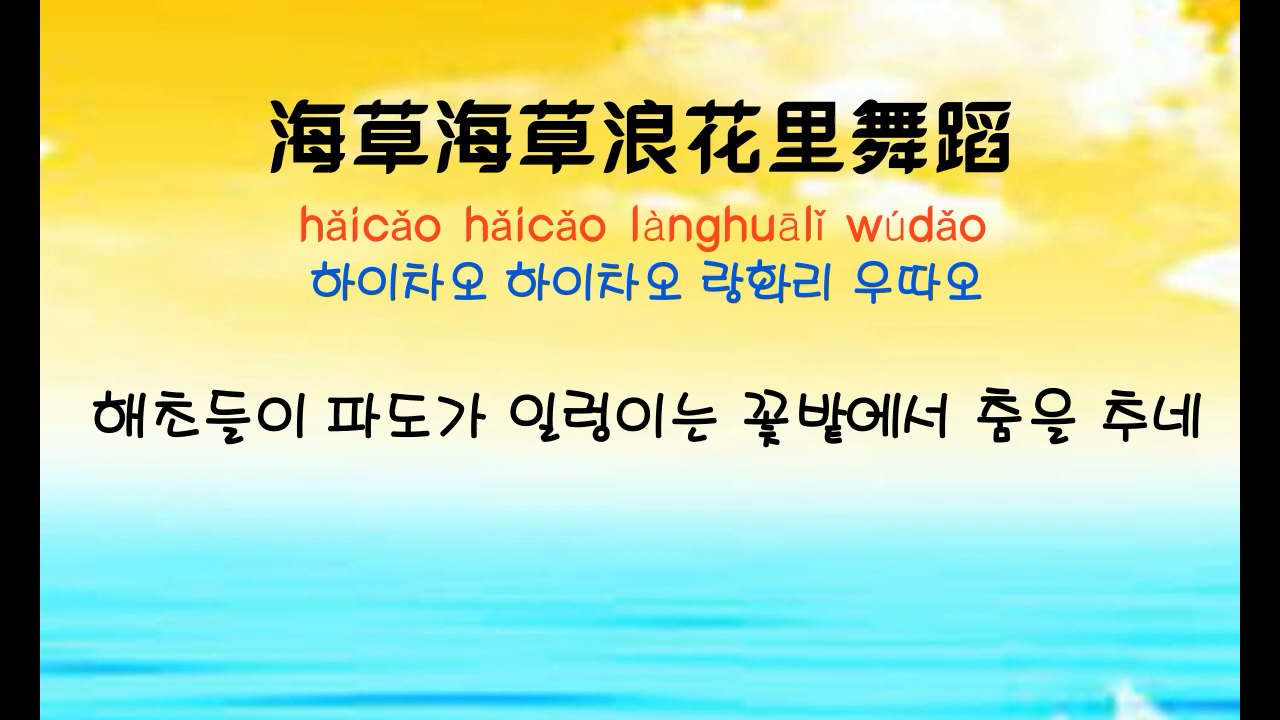 海草海草浪花里舞蹈
hǎicǎo hǎicǎo lànghuālǐ wúdǎo
하이차오 하이차오 랑화리 우따오
해초들이 파도가 일렁이는 꽃밭에서 춤을 추네